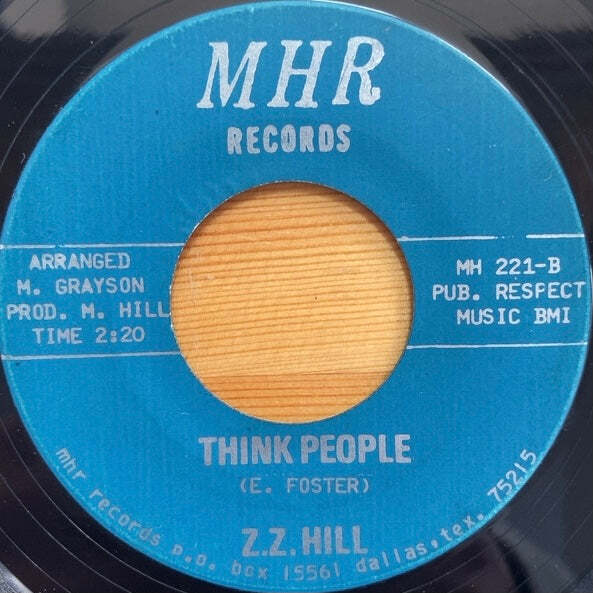 MHR
RECORDS
ARRANGED
M. GRAYSON
PROD. M. HILL
TIME 2:20
MH 221-B
PUB. RESPECT
MUSIC BMI
THINK PEOPLE
(E. FOSTER)
Z.Z. HILL
mhr records p.o. box 15561 dallas, tex. 75215